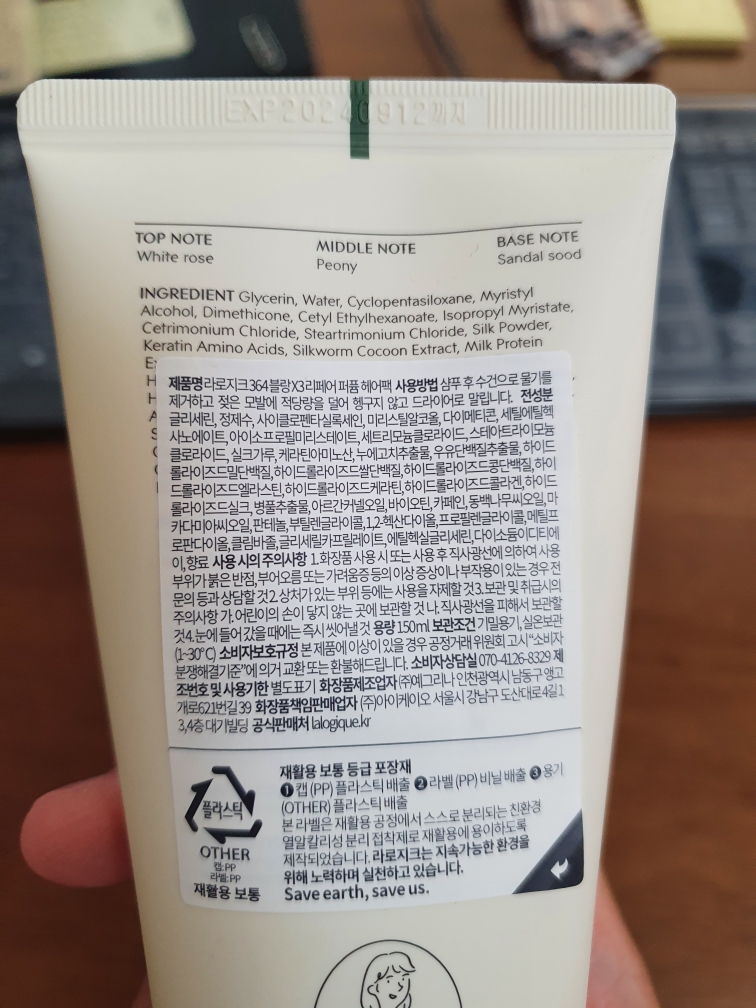 EXP20240912까지
TOP NOTE
White rose
MIDDLE NOTE
Peony
BASE NOTE
Sandal sood
INGREDIENT Glycerin, Water, Cyclopentasiloxane, Myristyl
Alcohol, Dimethicone, Cetyl Ethylhexanoate, Isopropyl Myristate,
Cetrimonium Chloride, Steartrimonium Chloride, Silk Powder,
Keratin Amino Acids, Silkworm Cocoon Extract, Milk Protein
제품명 라로지크 364 블랑X3 리페어 퍼퓸 헤어팩 사용방법 샴푸 후 수건으로 물기를
제거하고 젖은 모발에 적당량을 덜어 헹구지 않고 드라이어로 말립니다. 전성분
글리세린, 정제수, 사이클로펜타실록세인, 미리스틸알코올, 다이메티콘, 세틸에틸헥
사노에이트, 아이소프로필미리스테이트, 세트리모늄클로라이드, 스테아트라이모늄
클로라이드, 실크가루, 케라틴아미노산, 누에고치추출물, 우유단백질추출물, 하이드
롤라이즈드밀단백질, 하이드롤라이즈드쌀단백질, 하이드롤라이즈드콩단백질, 하이
드롤라이즈드엘라스틴, 하이드롤라이즈드케라틴, 하이드롤라이즈드콜라겐, 하이드
롤라이즈드실크, 병풀추출물, 아르간커넬오일, 바이오틴, 카페인, 동백나무씨오일, 마
카다미아씨오일, 판테놀, 부틸렌글라이콜, 1,2-헥산다이올, 프로필렌글라이콜, 메틸프
로판다이올, 클림바졸, 글리세릴카프릴레이트, 에틸헥실글리세린, 다이소듐이디티에
이, 향료 사용 시의 주의사항 1.화장품 사용 시 또는 사용 후 직사광선에 의하여 사용
부위가 붉은 반점, 부어오름 또는 가려움증 등의 이상 증상이나 부작용이 있는 경우 전
문의 등과 상담할 것 2. 상처가 있는 부위 등에는 사용을 자제할 것 3. 보관 및 취급시의
주의사항 가. 어린이의 손이 닿지 않는 곳에 보관할 것 나. 직사광선을 피해서 보관할
것 4. 눈에 들어 갔을 때에는 즉시 씻어낼 것 용량 150ml 보관조건 기밀용기, 실온보관
(1~30°C) 소비자보호규정 본 제품에 이상이 있을 경우 공정거래 위원회 고시 "소비자
분쟁해결기준"에 의거 교환 또는 환불해드립니다. 소비자상담실 070-4126-8329 제
조번호 및 사용기한 별도표기 화장품제조업자 ㈜예그리나 인천광역시 남동구 앵고
개로621번길 39 화장품책임판매업자 (주)아이케이오 서울시 강남구 도산대로4길1
3, 4층 대기빌딩 공식판매처 lalogique.kr
플라스틱
OTHER
캡:PP
라벨:PP
재활용 보통
재활용 보통 등급 포장재
❶ 캡 (PP) 플라스틱 배출 ❷ 라벨 (PP) 비닐 배출 ❸ 용기
(OTHER) 플라스틱 배출
본 라벨은 재활용 공정에서 스스로 분리되는 친환경
열알칼리성 분리 접착제로 재활용에 용이하도록
제작되었습니다. 라로지크는 지속가능한 환경을
위해 노력하며 실천하고 있습니다.
Save earth, save us.